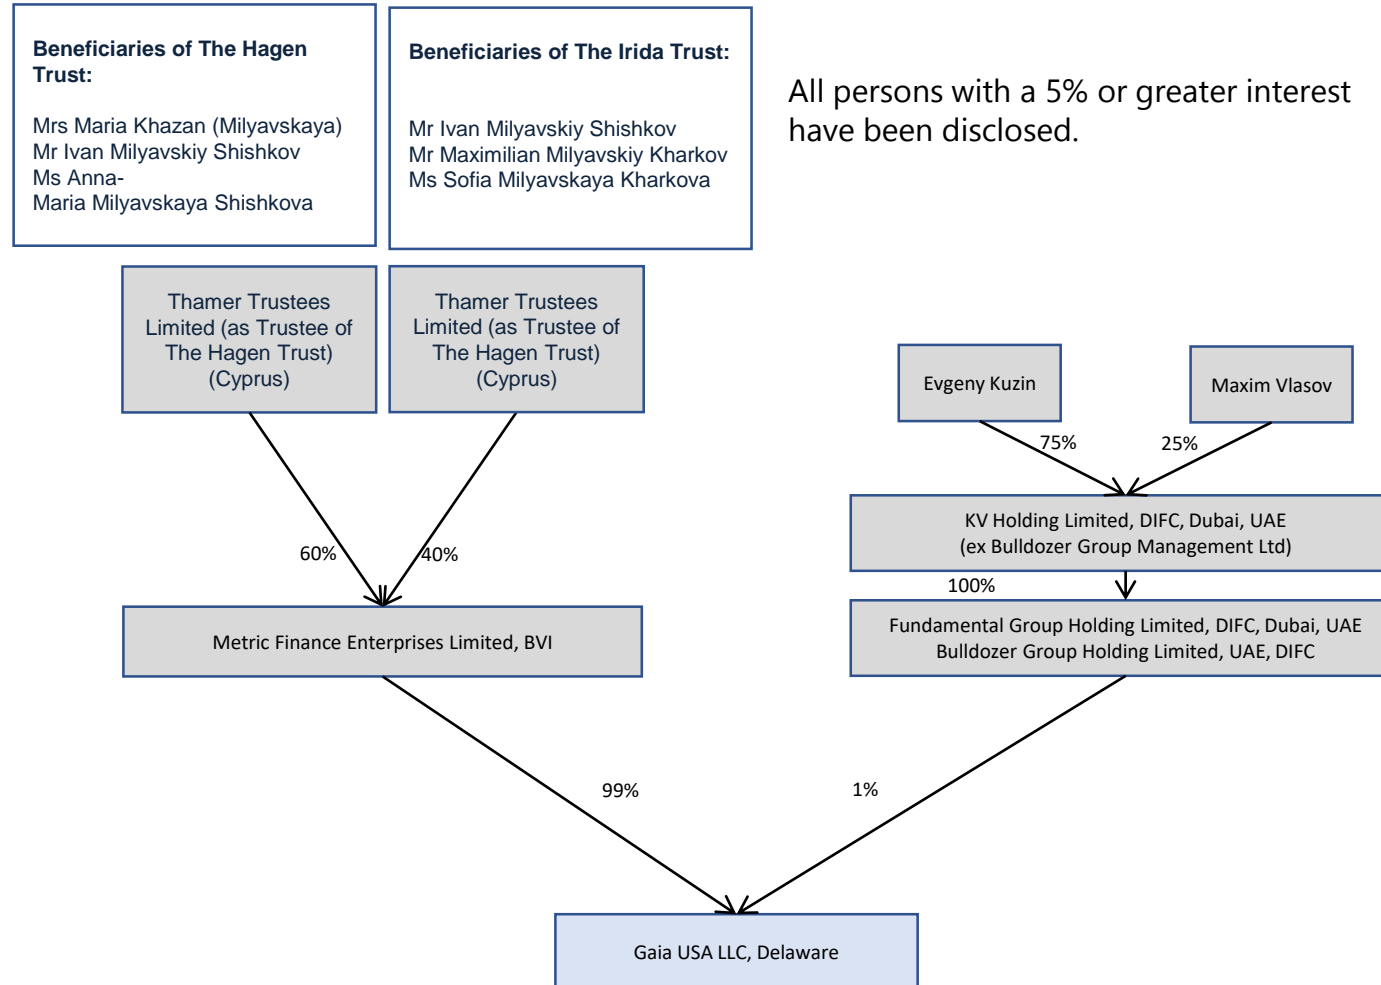 Beneficiaries of The Hagen
Trust:
Mrs Maria Khazan (Milyavskaya)
Mr Ivan Milyavskiy Shishkov
Ms Anna-
Maria Milyavskaya Shishkova
Beneficiaries of The Irida Trust:
Mr Ivan Milyavskiy Shishkov
Mr Maximilian Milyavskiy Kharkov
Ms Sofia Milyavskaya Kharkova
All persons with a 5% or greater interest
have been disclosed.
Thamer Trustees
Limited (as Trustee of
The Hagen Trust)
(Cyprus)
Thamer Trustees
Limited (as Trustee of
The Hagen Trust)
(Cyprus)
Evgeny Kuzin
Maxim Vlasov
75%
25%
KV Holding Limited, DIFC, Dubai, UAE
(ex Bulldozer Group Management Ltd)
60%
40%
100%
Metric Finance Enterprises Limited, BVI
Fundamental Group Holding Limited, DIFC, Dubai, UAE
Bulldozer Group Holding Limited, UAE, DIFC
99%
1%
Gaia USA LLC, Delaware